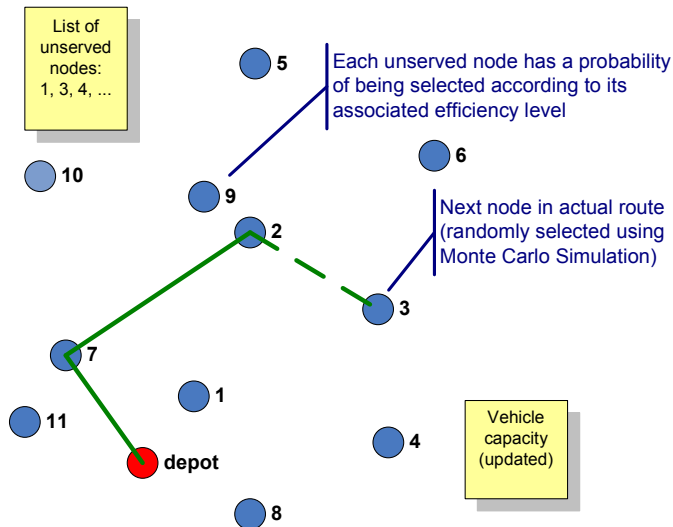 List of
unserved
nodes:
1, 3, 4, ...
5
Each unserved node has a probability
of being selected according to its
associated efficiency level
6
10
9
2
Next node in actual route
(randomly selected using
Monte Carlo Simulation)
3
7
1
11
4
Vehicle
capacity
(updated)
depot
8